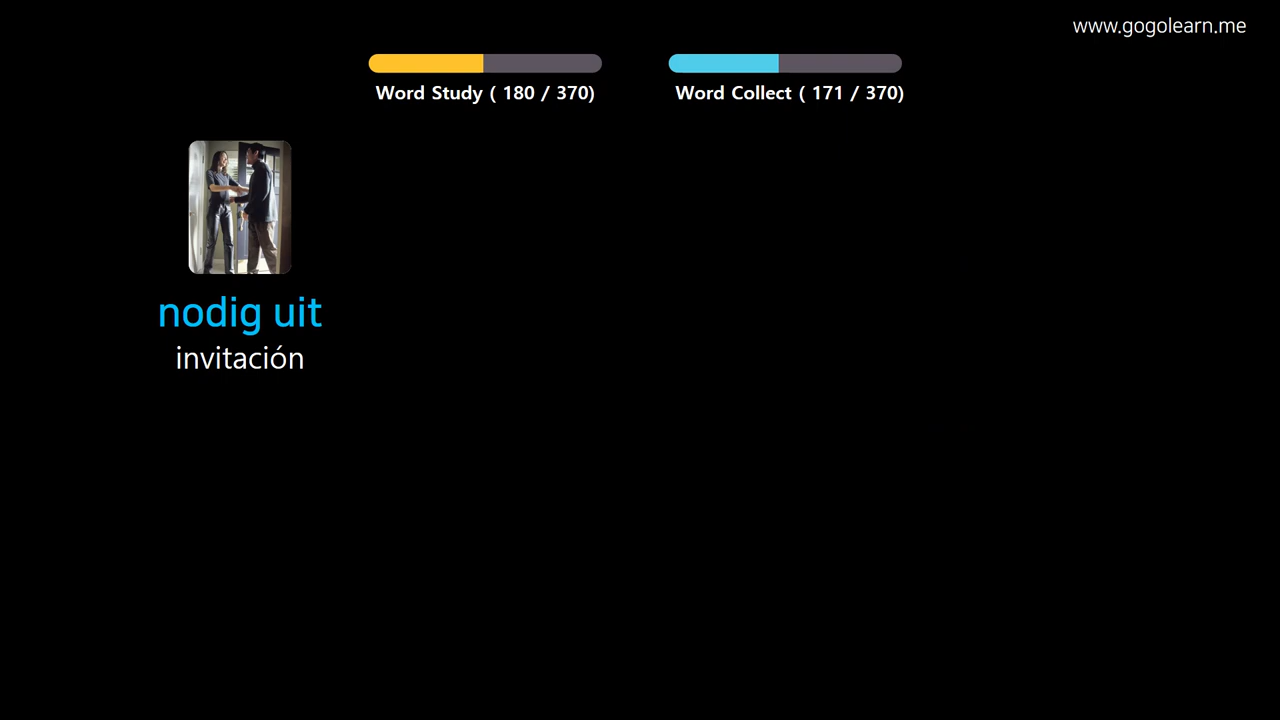 www.gogolearn.me
Word Study ( 180 / 370)
Word Collect ( 171 / 370)
nodig uit
invitación